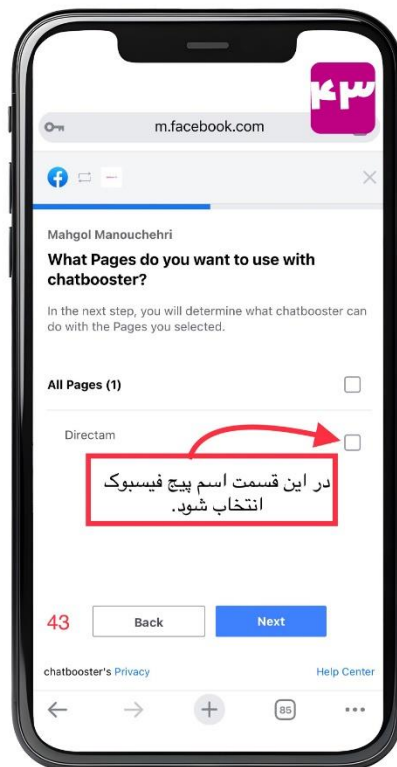 ۴۳
m.facebook.com
Mahgol Manouchehri
What Pages do you want to use with
chatbooster?
In the next step, you will determine what chatbooster can
do with the Pages you selected.
All Pages (1)
Directam
در این قسمت اسم پیج فیسبوک
انتخاب شود.
43
Back
Next
chatbooster's Privacy
Help Center
85